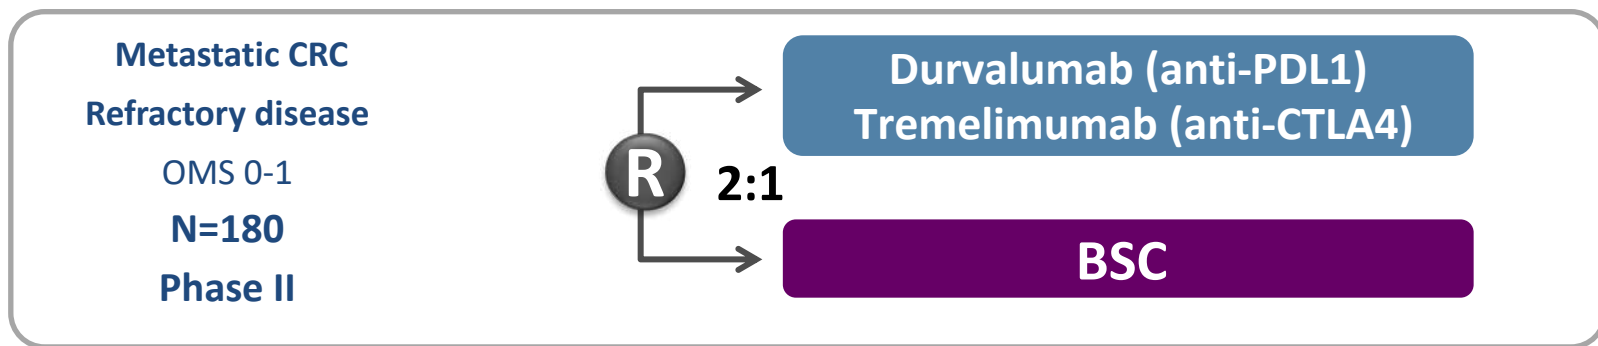 Metastatic CRC
Refractory disease
OMS 0-1
N=180
Phase II
R
2:1
Durvalumab (anti-PDL1)
Tremelimumab (anti-CTLA4)
BSC